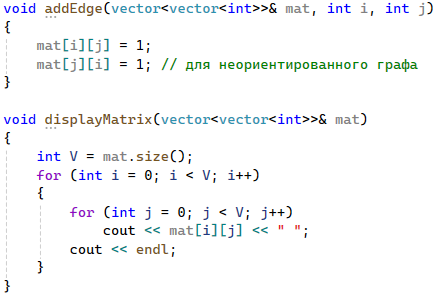 void addEdge(vector<vector<int>>& mat, int i, int j)
{
    mat[i][j] = 1;
    mat[j][i] = 1; // для неориентированного графа
}

void displayMatrix(vector<vector<int>>& mat)
{
    int V = mat.size();
    for (int i = 0; i < V; i++)
    {
        for (int j = 0; j < V; j++)
            cout << mat[i][j] << " ";
        cout << endl;
    }
}